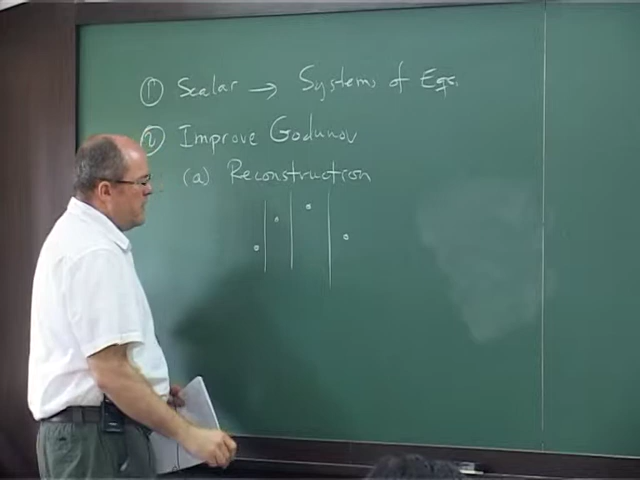 ① Scalar → Systems of Eqs.
② Improve Godunov
(a) Reconstruction